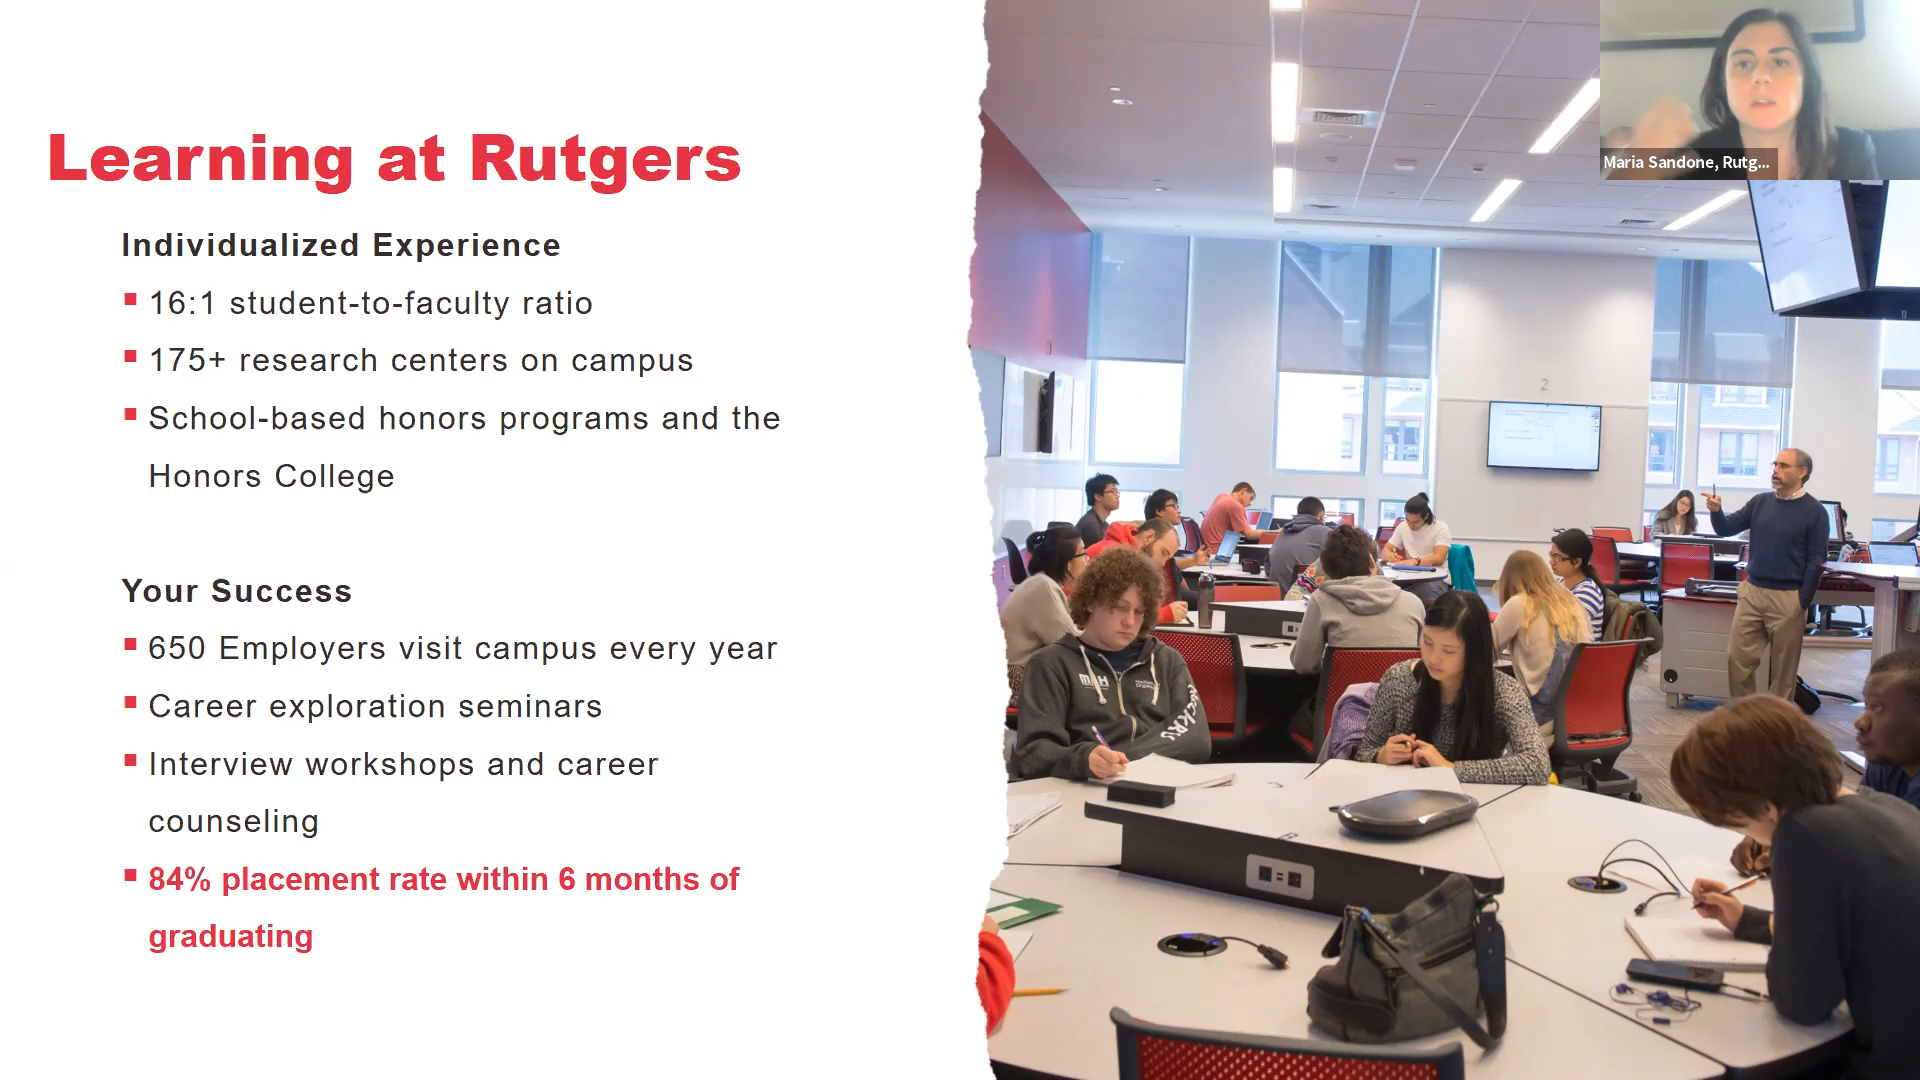 Learning at Rutgers
Individualized Experience
16:1 student-to-faculty ratio
175+ research centers on campus
School-based honors programs and the
Honors College
Your Success
650 Employers visit campus every year
Career exploration seminars
Interview workshops and career
counseling
84% placement rate within 6 months of
graduating
Maria Sandone, Rutg...
2